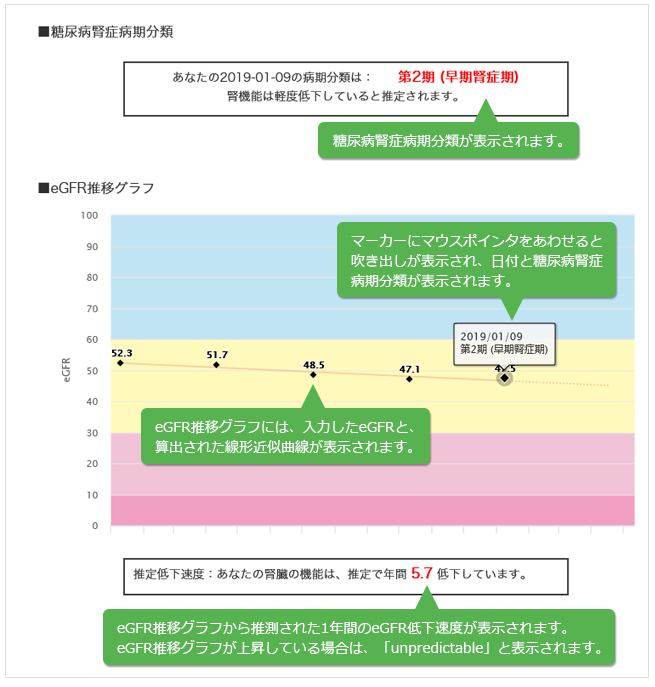 ■糖尿病腎症病期分類
あなたの2019-01-09の病期分類は： 第2期 (早期腎症期)
腎機能は軽度低下していると推定されます。
糖尿病腎症病期分類が表示されます。
■eGFR推移グラフ
100
90
80
70
60
50
40
30
20
10
0
eGFR
マーカーにマウスポインタをあわせると
吹き出しが表示され、日付と糖尿病腎症
病期分類が表示されます。
2019/01/09
第2期 (早期腎症期)
52.3
51.7
48.5
47.1
eGFR推移グラフには、入力したeGFRと、
算出された線形近似曲線が表示されます。
推定低下速度：あなたの腎臓の機能は、推定で年間 5.7 低下しています。
eGFR推移グラフから推測された1年間のeGFR低下速度が表示されます。
eGFR推移グラフが上昇している場合は、「unpredictable」と表示されます。